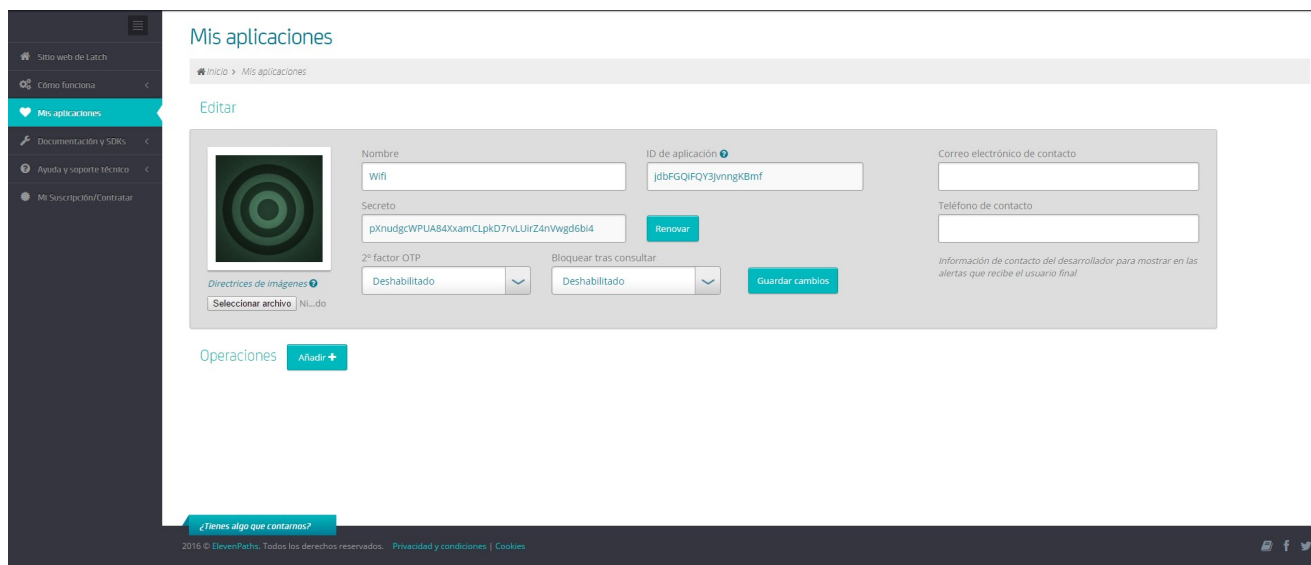 Mis aplicaciones
Sitio web de Latch
Cómo funciona
Mis aplicaciones
Documentación y SDKs
Ayuda y soporte técnico
Mi Suscripción/Contratar
Inicio > Mis aplicaciones
Editar
Nombre
Wifi
ID de aplicación
jdbFGQiFQY3JvnngKBmf
Correo electrónico de contacto
Secreto
pXnudgcWPUA84XxamCLpkD7rvLUirZ4nVwgd6bi4
Renovar
Teléfono de contacto
2º factor OTP
Deshabilitado
Bloquear tras consultar
Deshabilitado
Guardar cambios
Información de contacto del desarrollador para mostrar en las
alertas que recibe el usuario final
Directrices de imágenes
Seleccionar archivo Ni...do
Operaciones
Añadir +
¿Tienes algo que contarnos?
2016 © ElevenPaths. Todos los derechos reservados. Privacidad y condiciones | Cookies